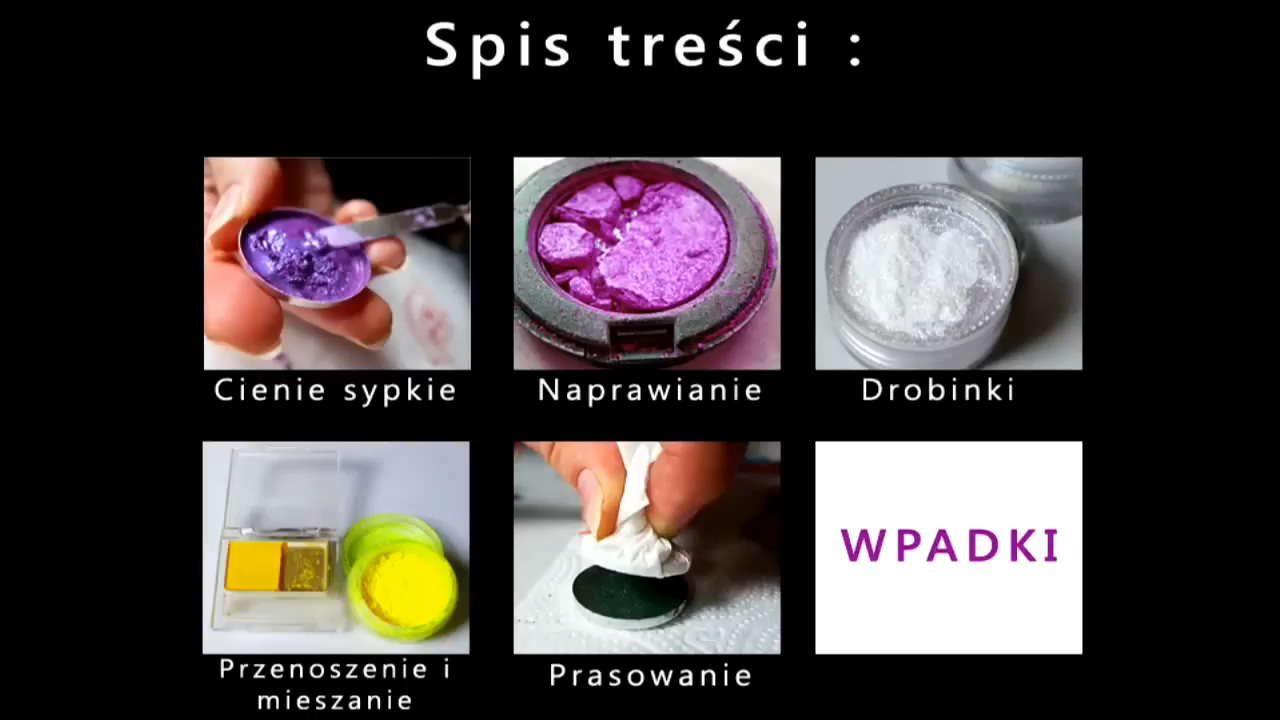 Spis treści :
Cienie sypkie
Naprawianie
Drobinki
WPADKI
Przenoszenie i
mieszanie
Prasowanie